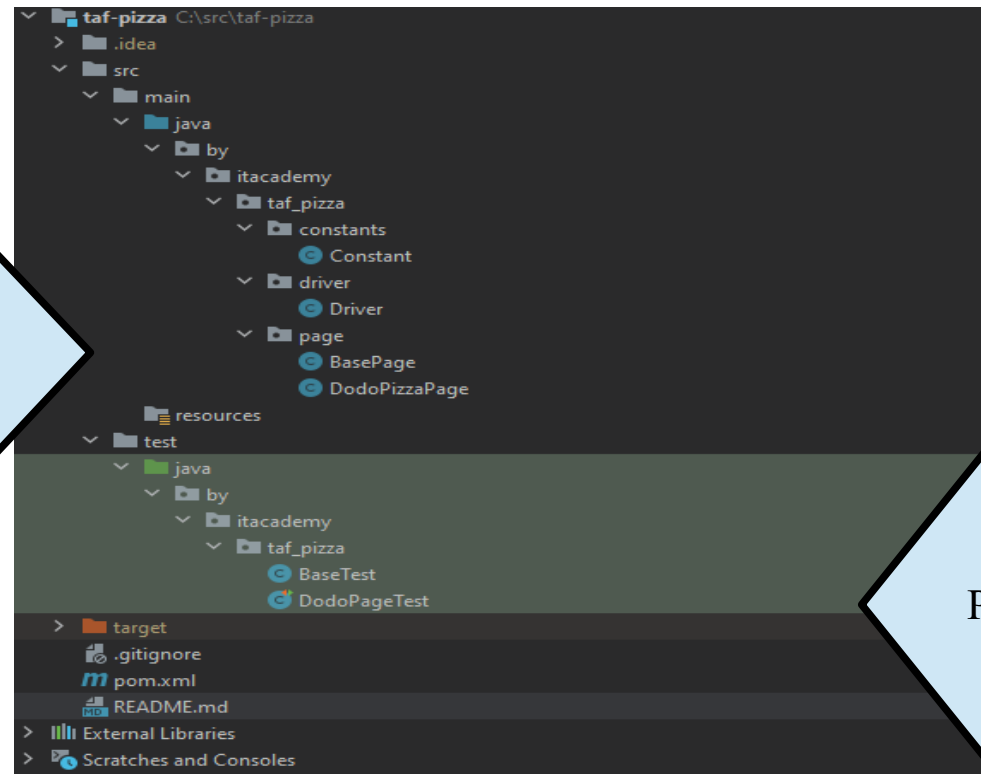 taf-pizza C:\src\taf-pizza
.idea
src
main
java
by
itacademy
taf_pizza
constants
C Constant
driver
C Driver
page
C BasePage
C DodoPizzaPage
resources
test
java
by
itacademy
taf_pizza
C BaseTest
C DodoPageTest
target
.gitignore
m pom.xml
MD README.md
External Libraries
Scratches and Consoles